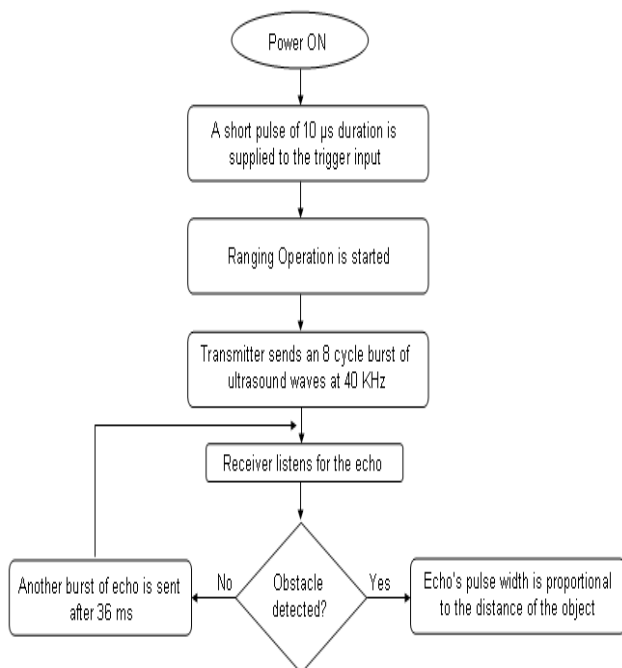 Power ON
A short pulse of 10 µs duration is
supplied to the trigger input
Ranging Operation is started
Transmitter sends an 8 cycle burst of
ultrasound waves at 40 KHz
Receiver listens for the echo
Obstacle
detected?
No
Yes
Another burst of echo is sent
after 36 ms
Echo's pulse width is proportional
to the distance of the object